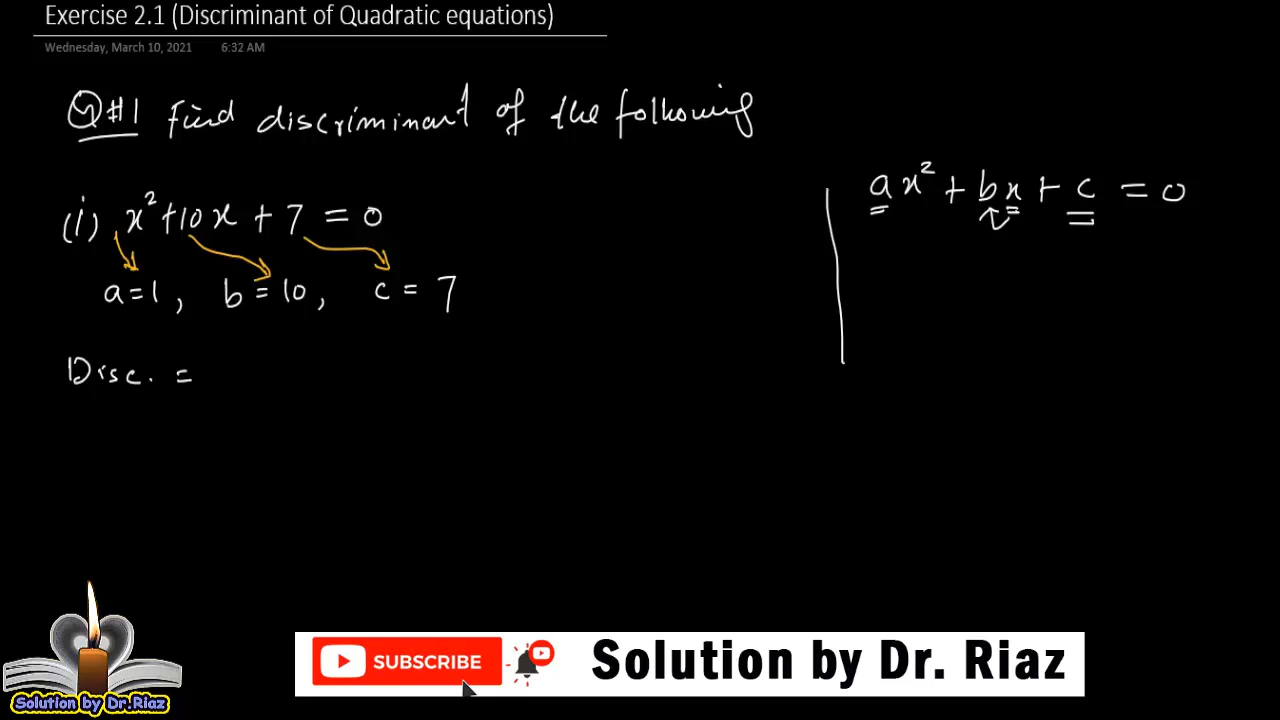 Exercise 2.1 (Discriminant of Quadratic equations)
Wednesday, March 10, 2021 6:32 AM
Q#1 Find discriminant of the following
(i) x²+10x + 7 = 0
ax² + bx + c = 0
a=1, b=10, c= 7
Disc. =
SUBSCRIBE
Solution by Dr. Riaz
Solution by Dr.Riaz